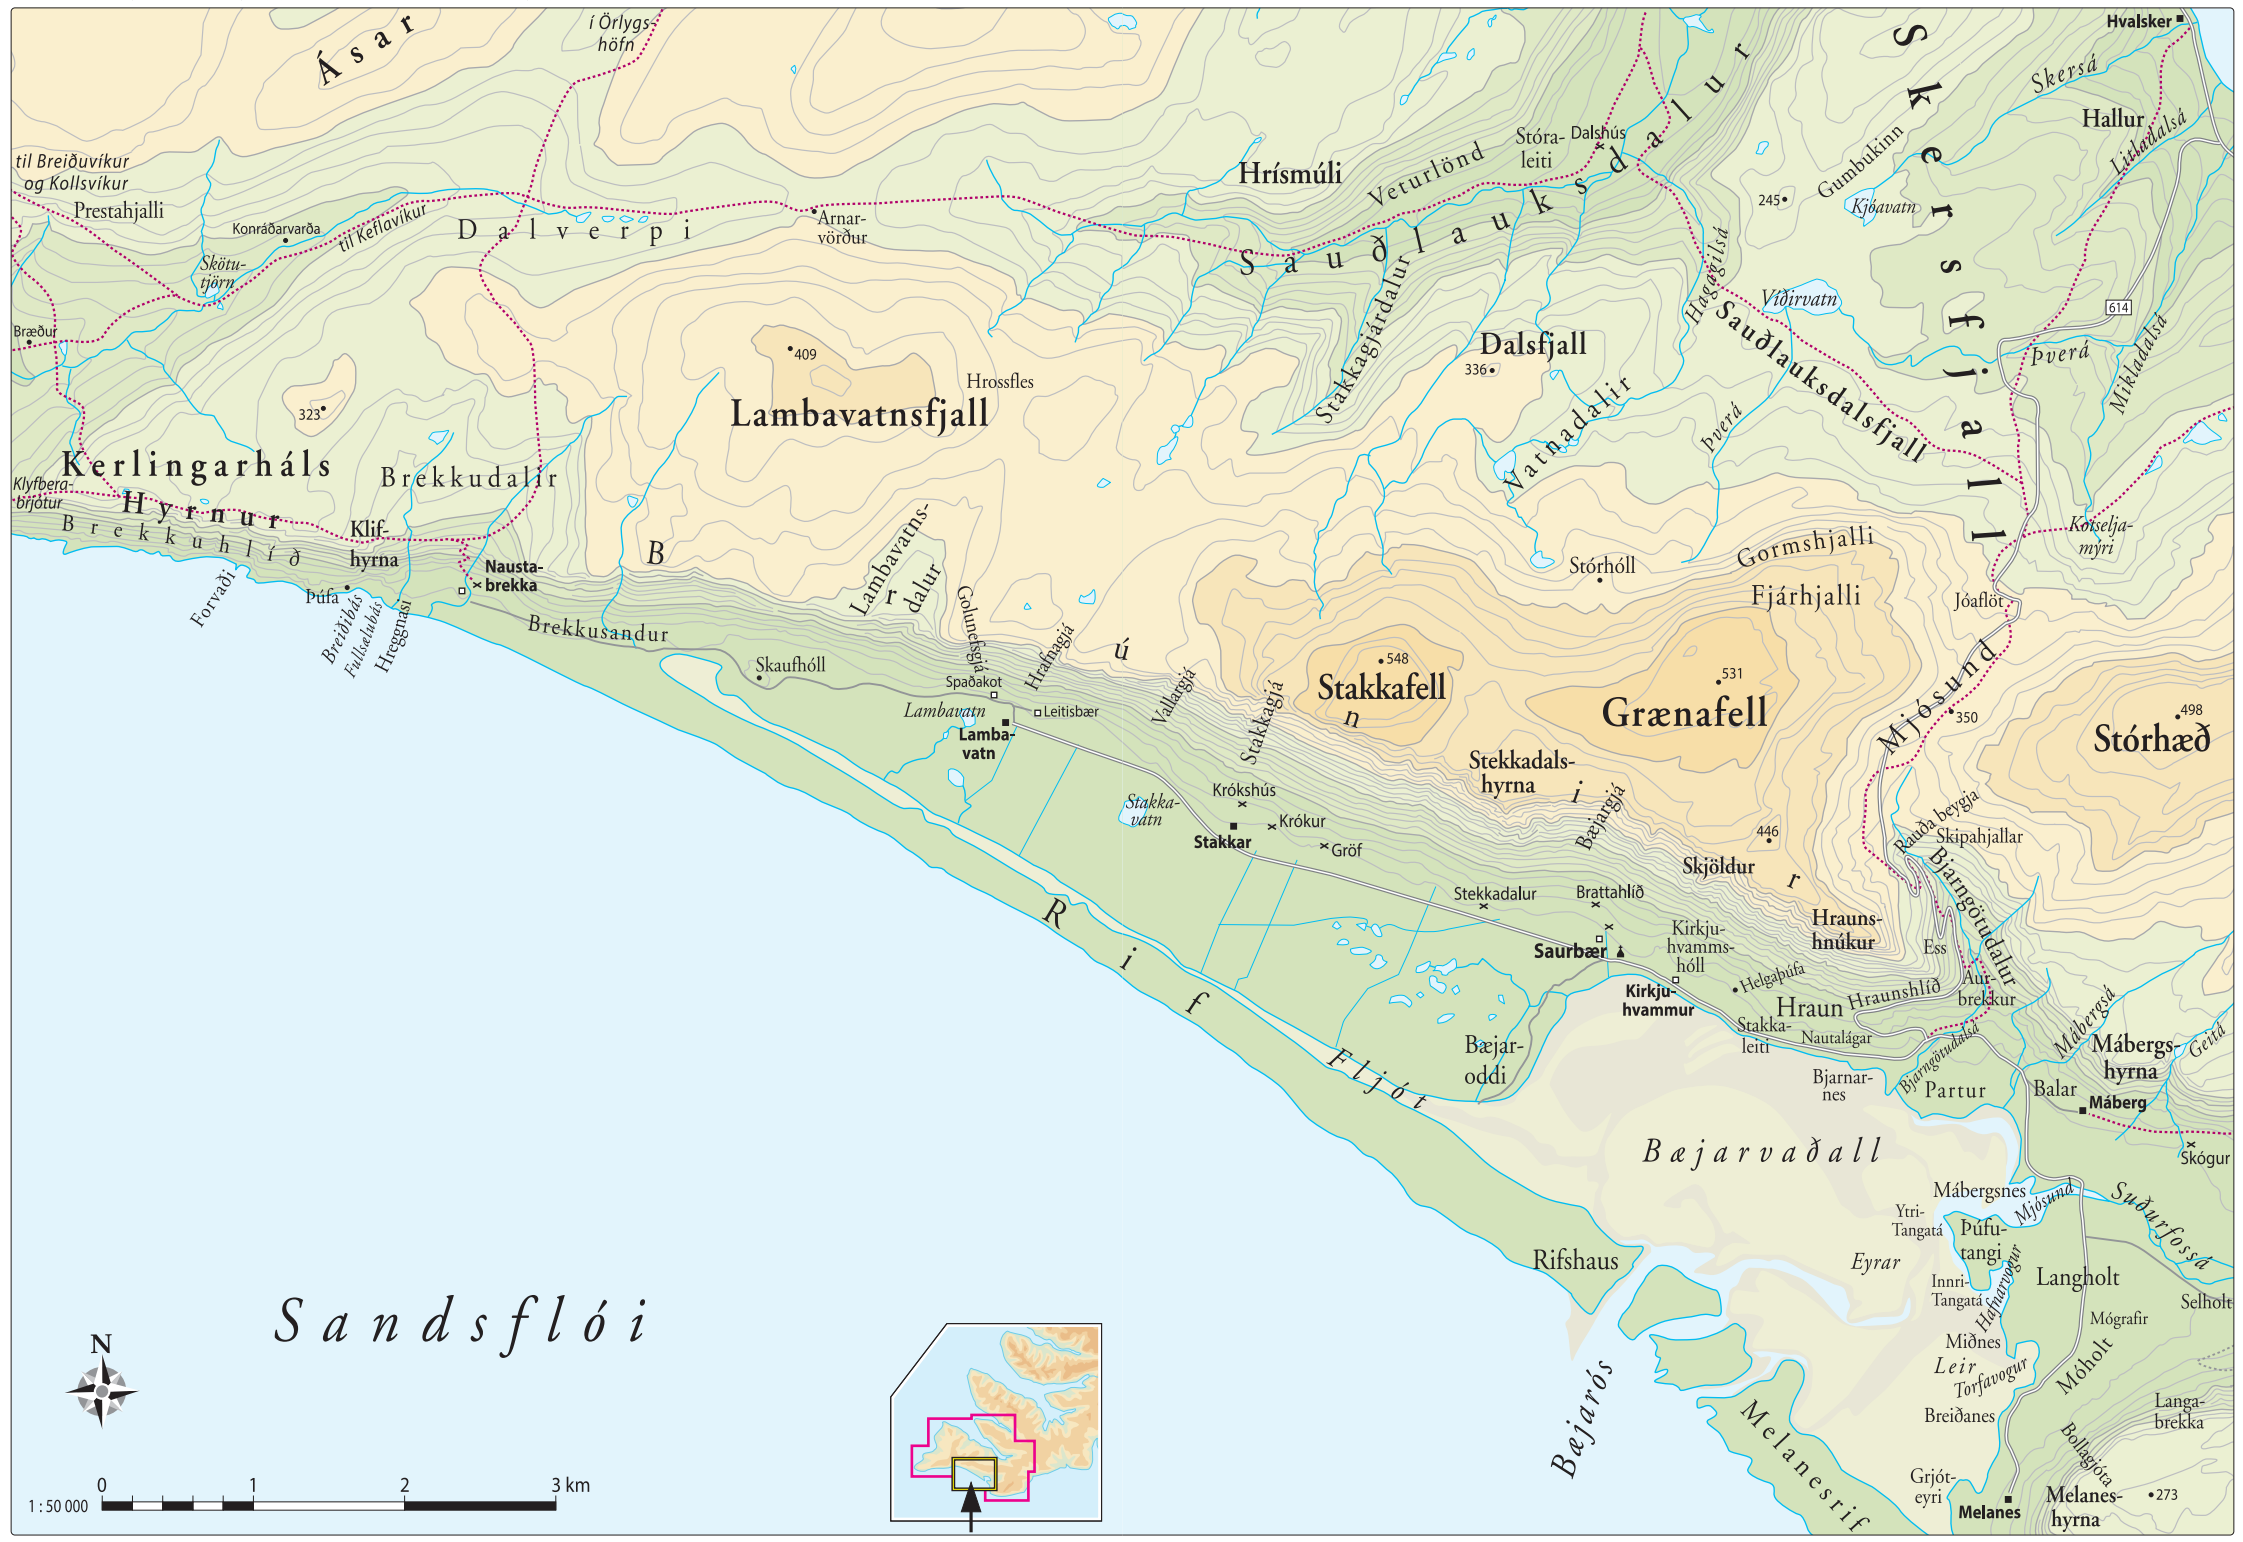 Ásar
í Örlygs-
höfn
Skersfjall
Hvalsker
Skersá
Hallur
Litladalsá
til Breiðuvíkur
og Kollsvíkur
Prestahjalli
Konráðarvarða
til Keflavíkur
Dalverpi
Arnar-
vörður
Hrísmúli
Veturlönd
Stóra-
leiti
Dalshús
Sauðlauksdalur
245
Gumbukinn
Kjóavatn
Skötu-
tjörn
Bræður
Hagagilsá
Víðirvatn
614
Þverá
Mikladalsá
409
Hrossfles
Lambavatnsfjall
Stakkagjárdalur
Dalsfjall
336
Sauðlauksdalsfjall
Vatnadalir
Þverá
323
Kerlingarháls
Brekkudalir
Klyfbera-
brjótur
Hyrnur
Brekkuhlíð
Klif-
hyrna
Kotselja-
mýri
Gormshjalli
Stórhóll
Fjárhjalli
Jóaflöt
Nausta-
brekka
Forvaði
Þúfa
Breiðibás
Fullsælubás
Hreggnasi
Brekkusandur
Lambavatns-
dalur
Golunefsgjá
Hrafnagjá
Vallargjá
Stakkagjá
Búrfjöll
Skaufhóll
Spaðakot
Leitisbær
Lambavatn
Lamba-
vatn
548
Stakkafell
531
Grænafell
Mjósund
350
498
Stórhæð
Stekkadals-
hyrna
Bæjargjá
446
Skjöldur
Rauða beygja
Skipahjallar
Bjarngötudalur
Stakka-
vatn
Krókshús
Krókur
Stakkar
Gröf
Stekkadalur
Brattahlíð
Saurbær
Hrauns-
hnúkur
Ess
Kirkju-
hvamms-
hóll
Helgaþúfa
Kirkju-
hvammur
Hraun
Hraunshlíð
Aur-
brekkur
Stakka-
leiti
Nautalágar
Bjarngötudalsá
Mábergsá
Mábergs-
hyrna
Geitá
Rif
Fljót
Bæjar-
oddi
Bjarnar-
nes
Partur
Balar
Máberg
Skógur
Bæjarvaðall
Mábergsnes
Mjósund
Suðurfossá
Ytri-
Tangatá
Þúfu-
tangi
Eyrar
Rifshaus
Innri-
Tangatá
Hafnarvogur
Langholt
Selholt
Mógrafir
Miðnes
Leir
Torfavogur
Móholt
Breiðanes
Langa-
brekka
Bollagjóta
Sandsflói
N
Bæjarós
Melanesrif
Grjót-
eyri
Melanes
Melanes-
hyrna
273
0 1 2 3 km
1 : 50 000